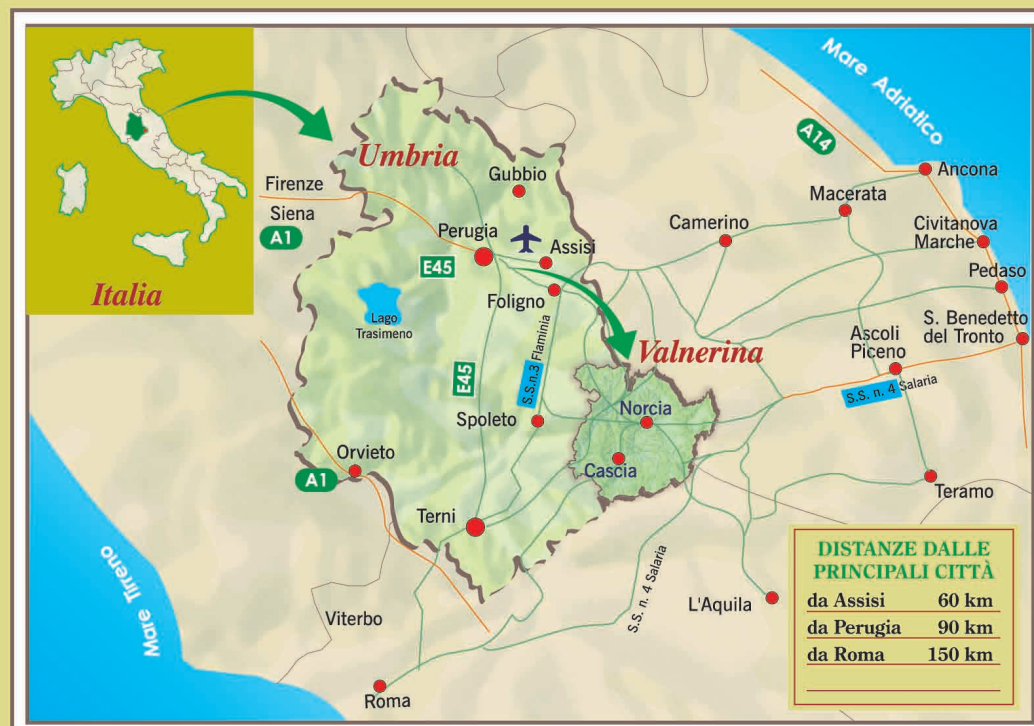 Mare Adriatico
A14
Umbria
Gubbio
Ancona
Firenze
Siena
A1
Macerata
Camerino
Civitanova
Marche
Perugia
Assisi
E45
Pedaso
Italia
Foligno
Lago
Trasimeno
S. Benedetto
del Tronto
Ascoli
Piceno
Valnerina
S.S.n.3 Flaminia
E45
S.S. n. 4 Salaria
Norcia
Spoleto
Orvieto
Cascia
A1
Teramo
Terni
Mare Tirreno
DISTANZE DALLE
PRINCIPALI CITTÀ
da Assisi 60 km
da Perugia 90 km
da Roma 150 km
L'Aquila
S.S. n. 4 Salaria
Viterbo
Roma